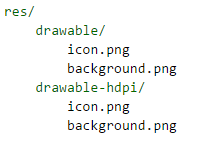 res/
    drawable/
        icon.png
        background.png
    drawable-hdpi/
        icon.png
        background.png